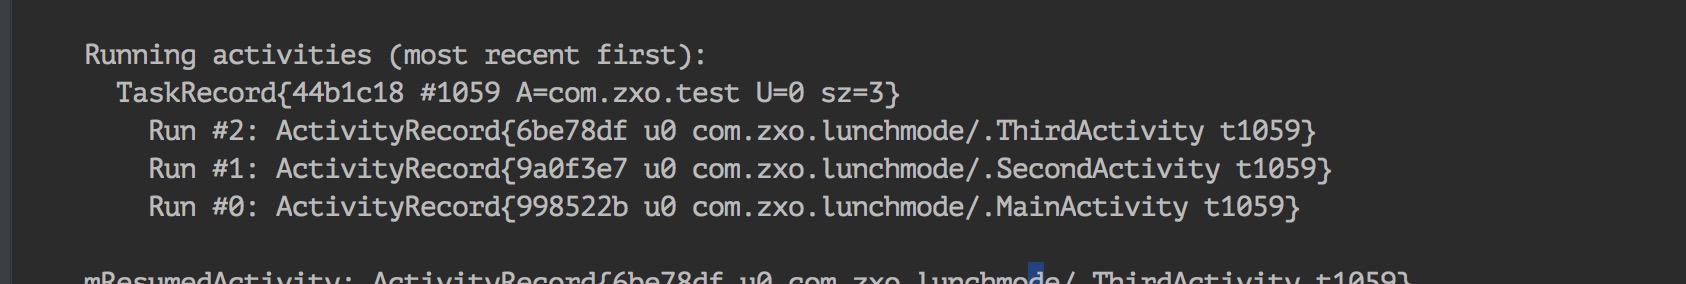 Running activities (most recent first):
TaskRecord{44b1c18 #1059 A=com.zxo.test U=0 sz=3}
Run #2: ActivityRecord{6be78df u0 com.zxo.lunchmode/.ThirdActivity t1059}
Run #1: ActivityRecord{9a0f3e7 u0 com.zxo.lunchmode/.SecondActivity t1059}
Run #0: ActivityRecord{998522b u0 com.zxo.lunchmode/.MainActivity t1059}
mResumedActivity: ActivityRecord{6be78df u0 com.zxo.lunchmode/.ThirdActivity t1059}